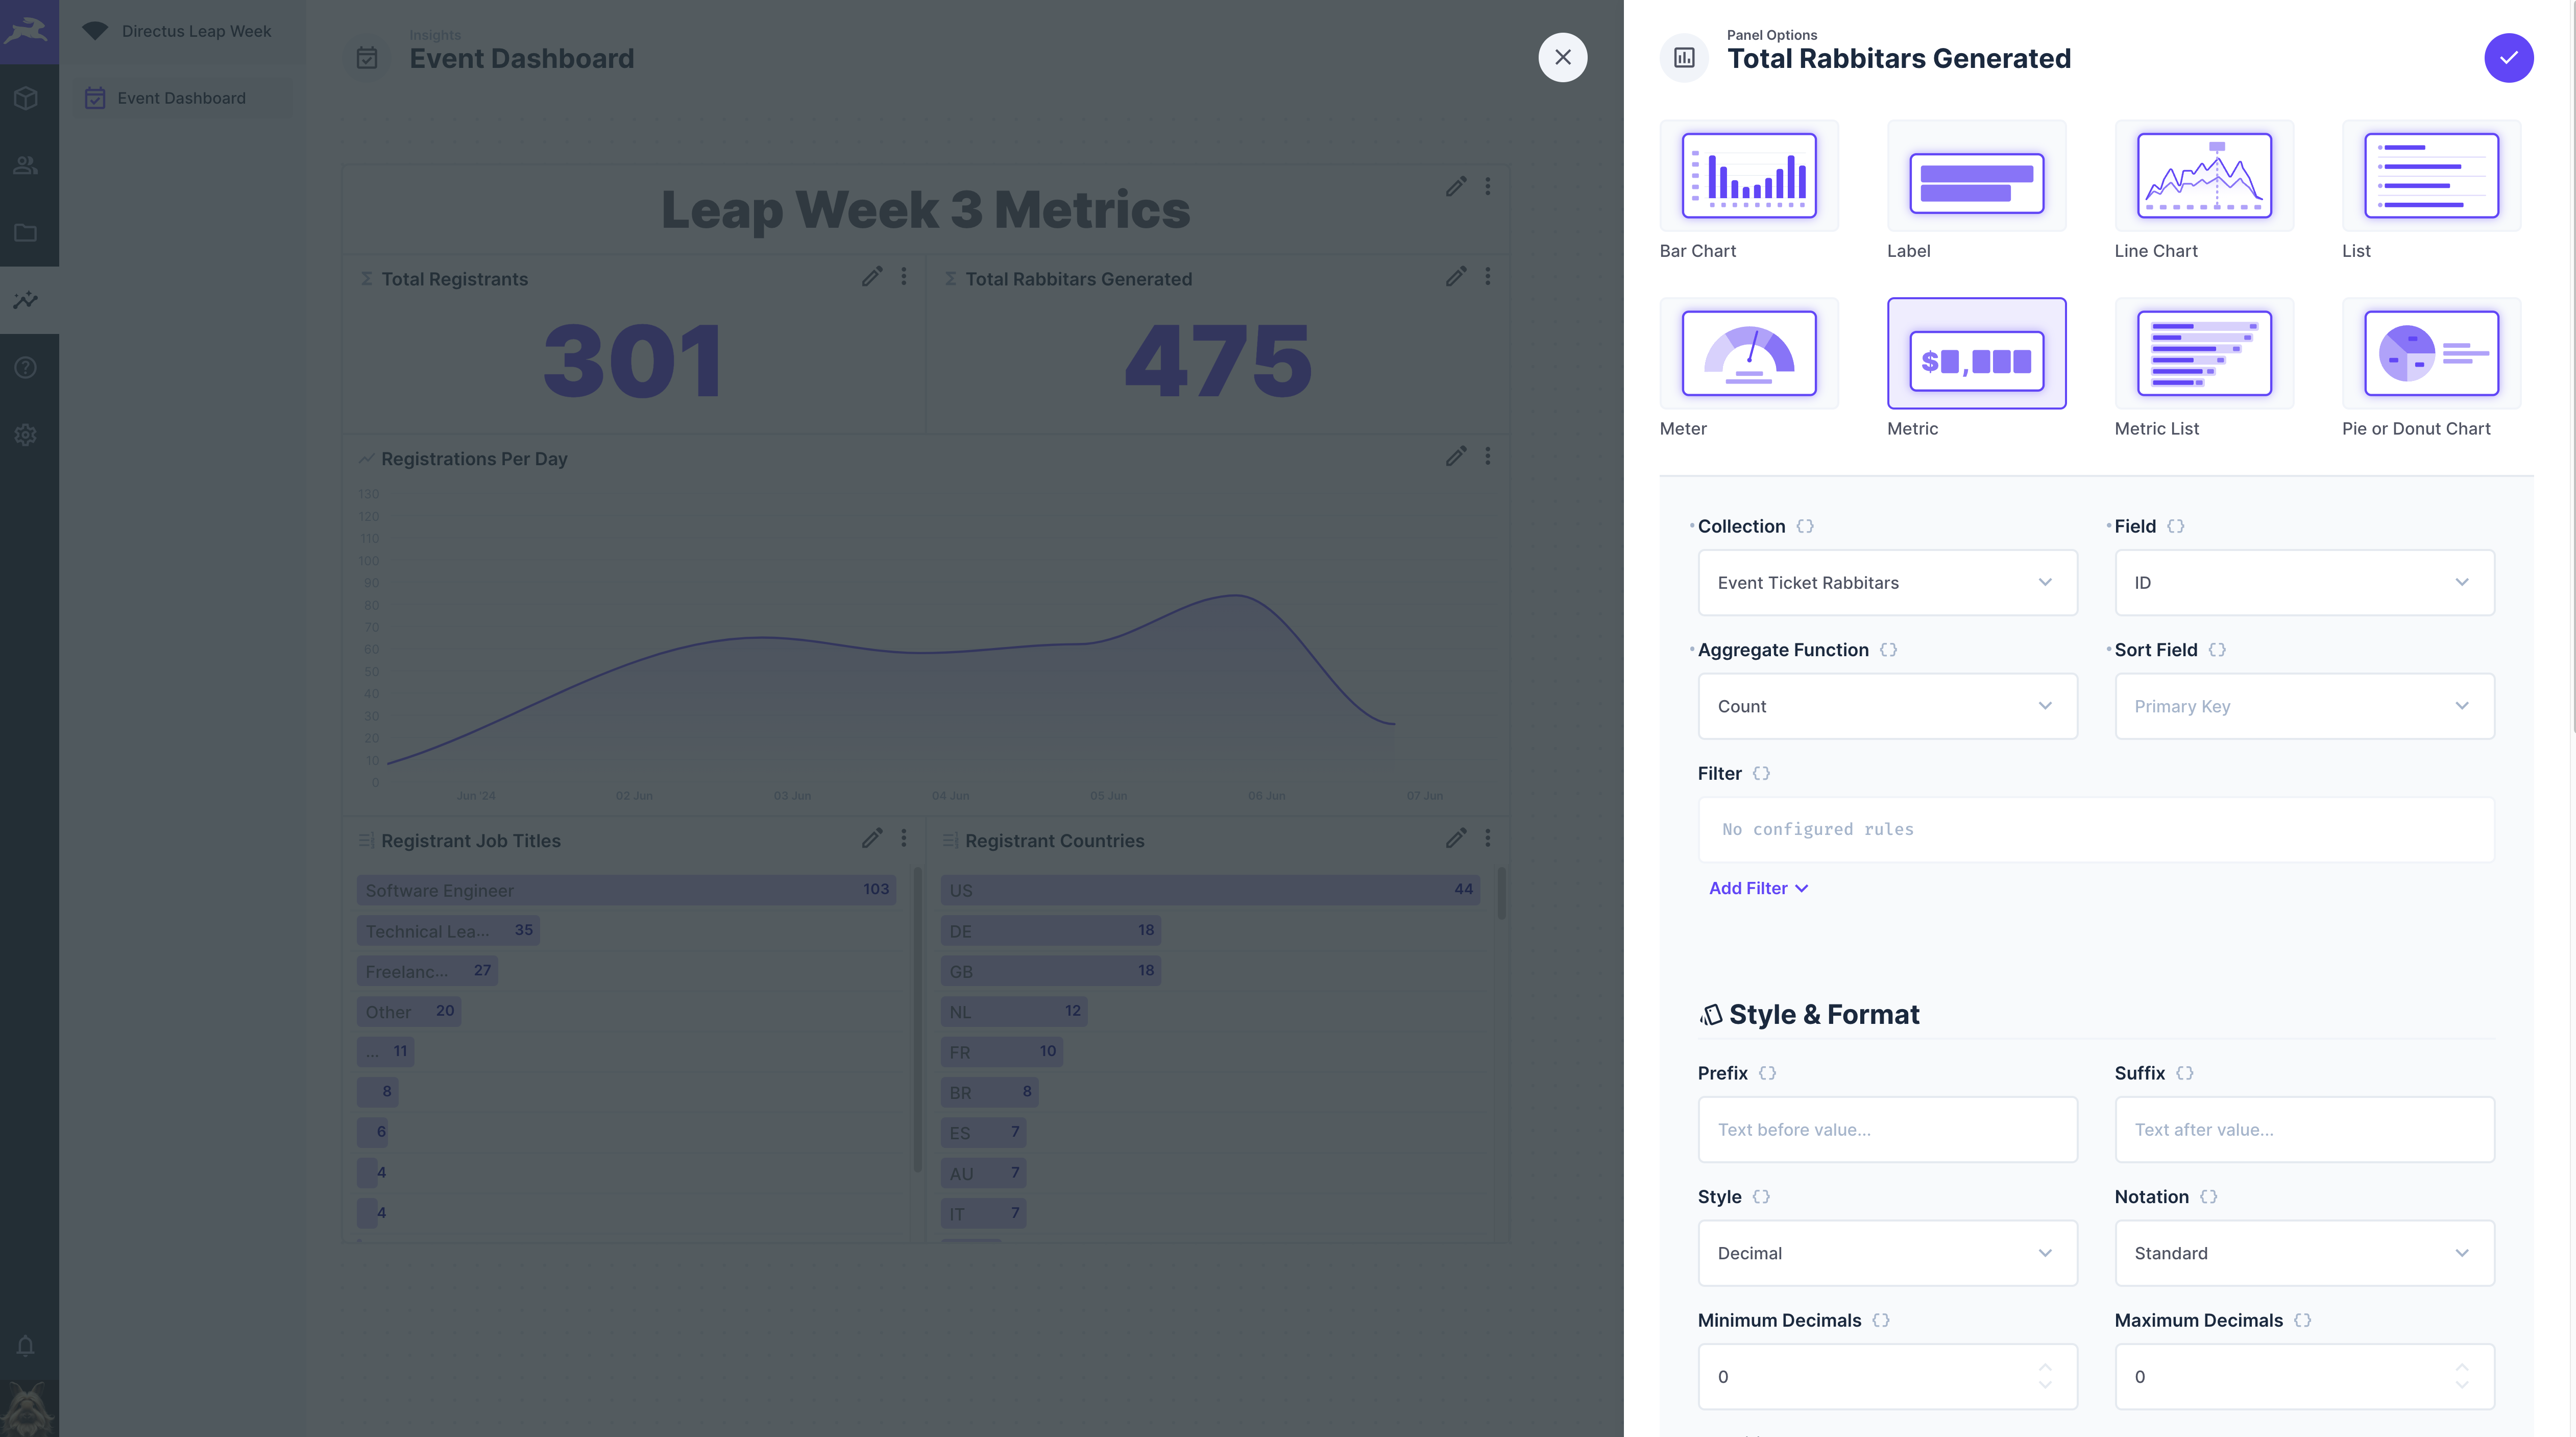 Directus Leap Week
Event Dashboard
Insights
Event Dashboard
Leap Week 3 Metrics
Total Registrants
301
Total Rabbitars Generated
475
Registrations Per Day
130
120
110
100
90
80
70
60
50
40
30
20
10
0
Jun '24
02 Jun
03 Jun
04 Jun
05 Jun
06 Jun
07 Jun
Registrant Job Titles
Software Engineer 103
Technical Lea... 35
Freelanc... 27
Other 20
... 11
8
6
4
4
Registrant Countries
US 44
DE 18
GB 18
NL 12
FR 10
BR 8
ES 7
AU 7
IT 7
Panel Options
Total Rabbitars Generated
Bar Chart
Label
Line Chart
List
$ ,
Meter
Metric
Metric List
Pie or Donut Chart
Collection {}
Field {}
Event Ticket Rabbitars
ID
Aggregate Function {}
Sort Field {}
Count
Primary Key
Filter {}
No configured rules
Add Filter
Style & Format
Prefix {}
Suffix {}
Text before value...
Text after value...
Style {}
Notation {}
Decimal
Standard
Minimum Decimals {}
Maximum Decimals {}
0
0